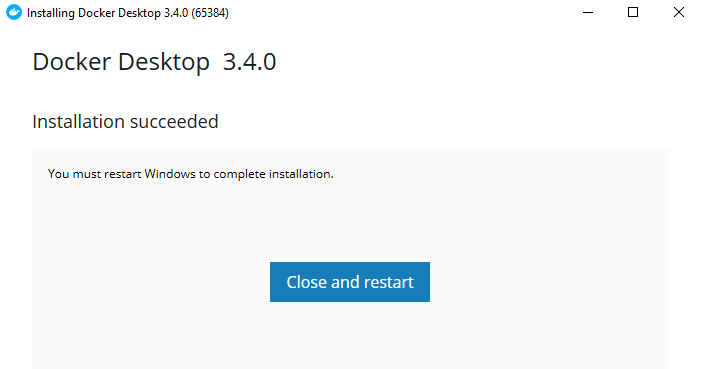 Installing Docker Desktop 3.4.0 (65384)
Docker Desktop 3.4.0
Installation succeeded
You must restart Windows to complete installation.
Close and restart